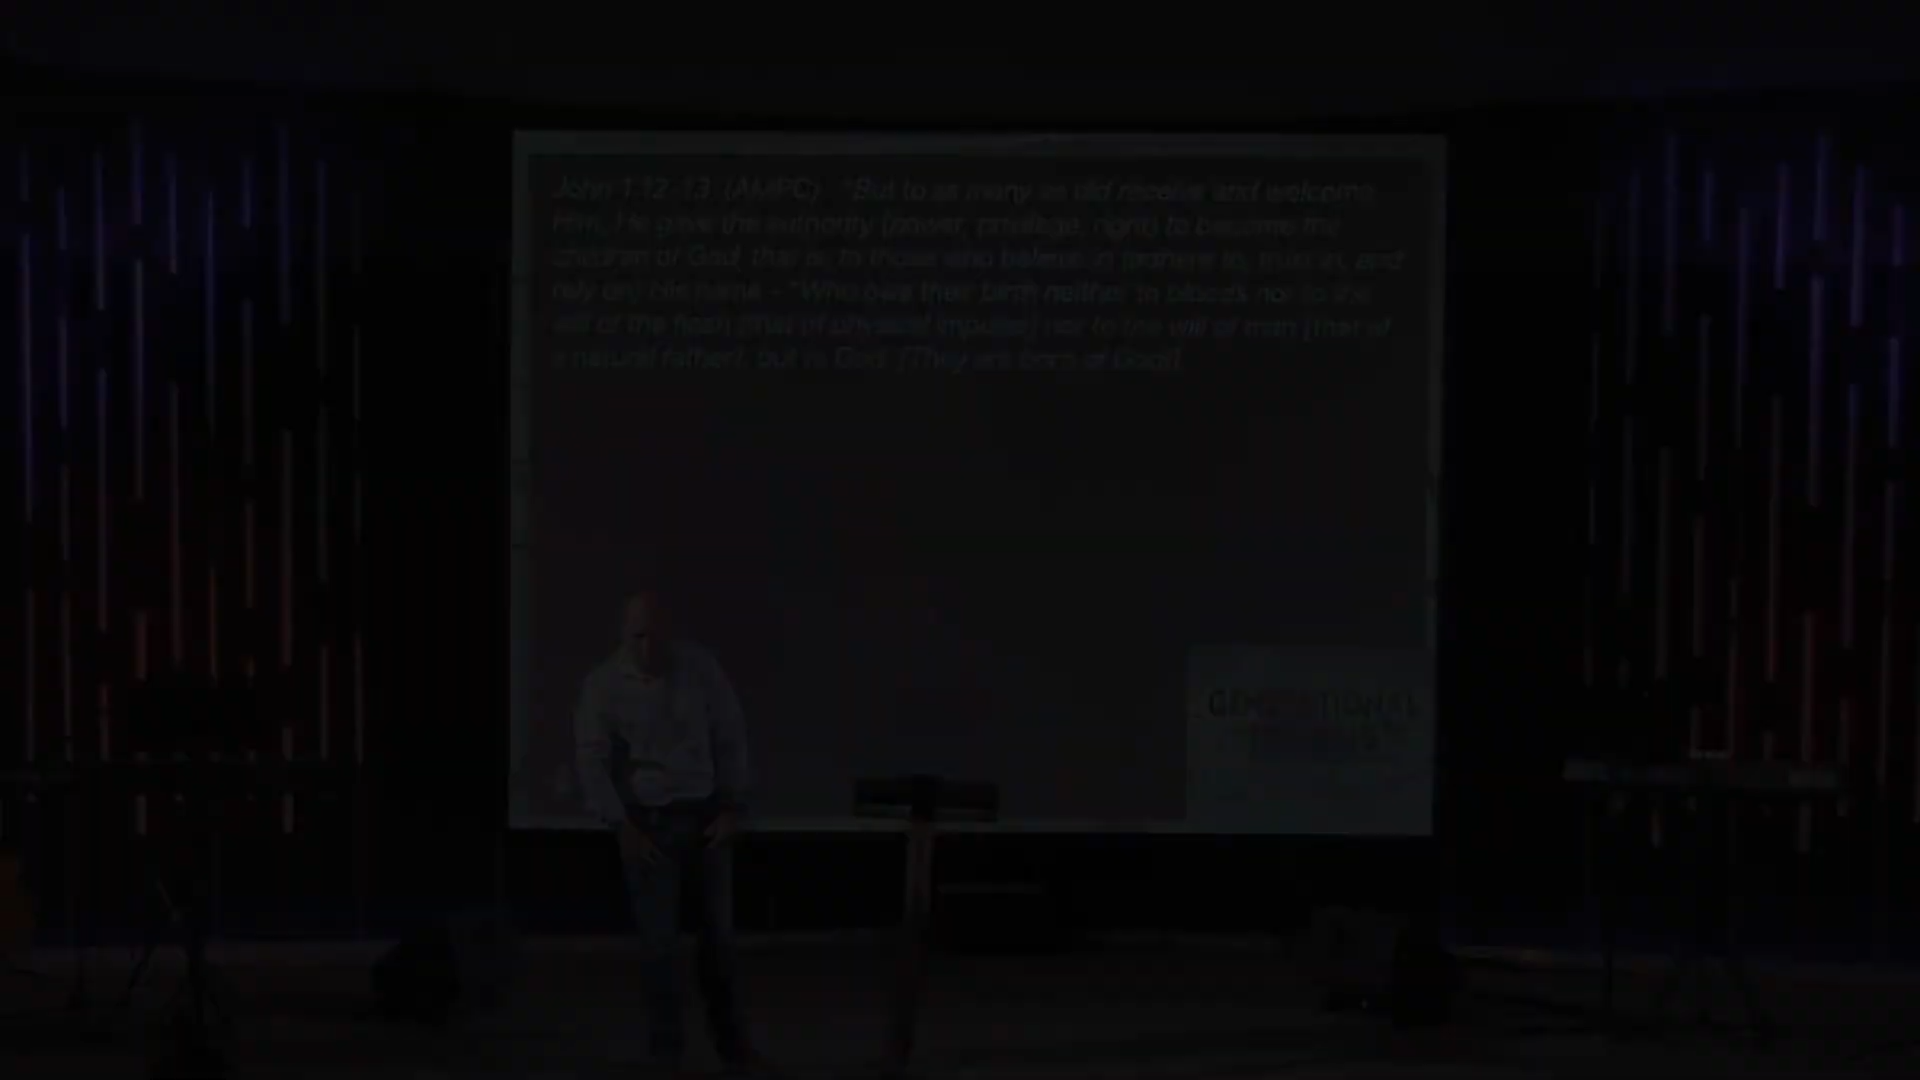 John 1:12-13 (AMPC) - "But to as many as did receive and welcome
Him, He gave the authority (power, privilege, right) to become the
children of God, that is, to those who believe in (adhere to, trust in, and
rely on) His name - "Who owe their birth neither to bloods nor to the
will of the flesh [that of physical impulse] nor to the will of man [that of
a natural father], but to God. [They are born of God!]